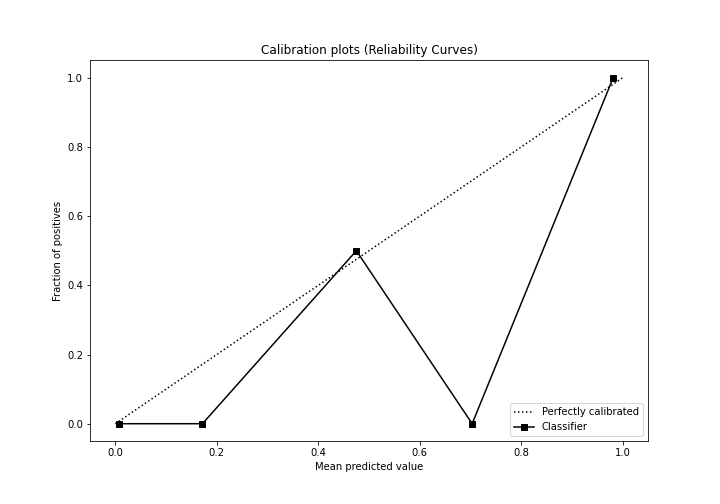 Calibration plots (Reliability Curves)
1.0
0.8
0.6
0.4
0.2
0.0
Fraction of positives
0.0 0.2 0.4 0.6 0.8 1.0
Mean predicted value
Perfectly calibrated
Classifier